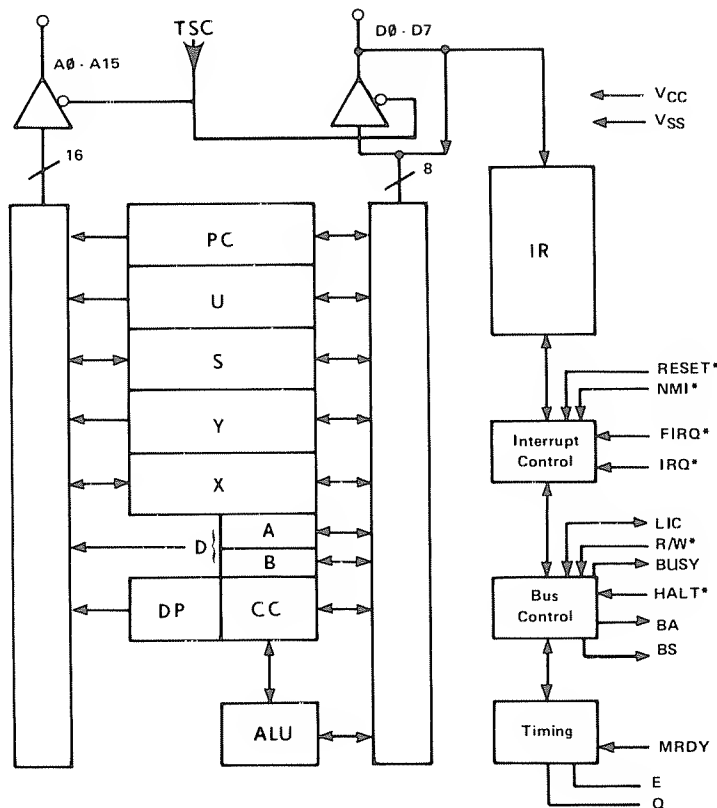 TSC
D0 - D7
A0 - A15
VCC
VSS
16
8
PC
IR
U
S
RESET*
NMI*
Y
Interrupt
Control
FIRQ*
IRQ*
X
A
D
B
LIC
R/W*
BUSY
DP
CC
Bus
Control
HALT*
BA
BS
ALU
Timing
MRDY
E
Q